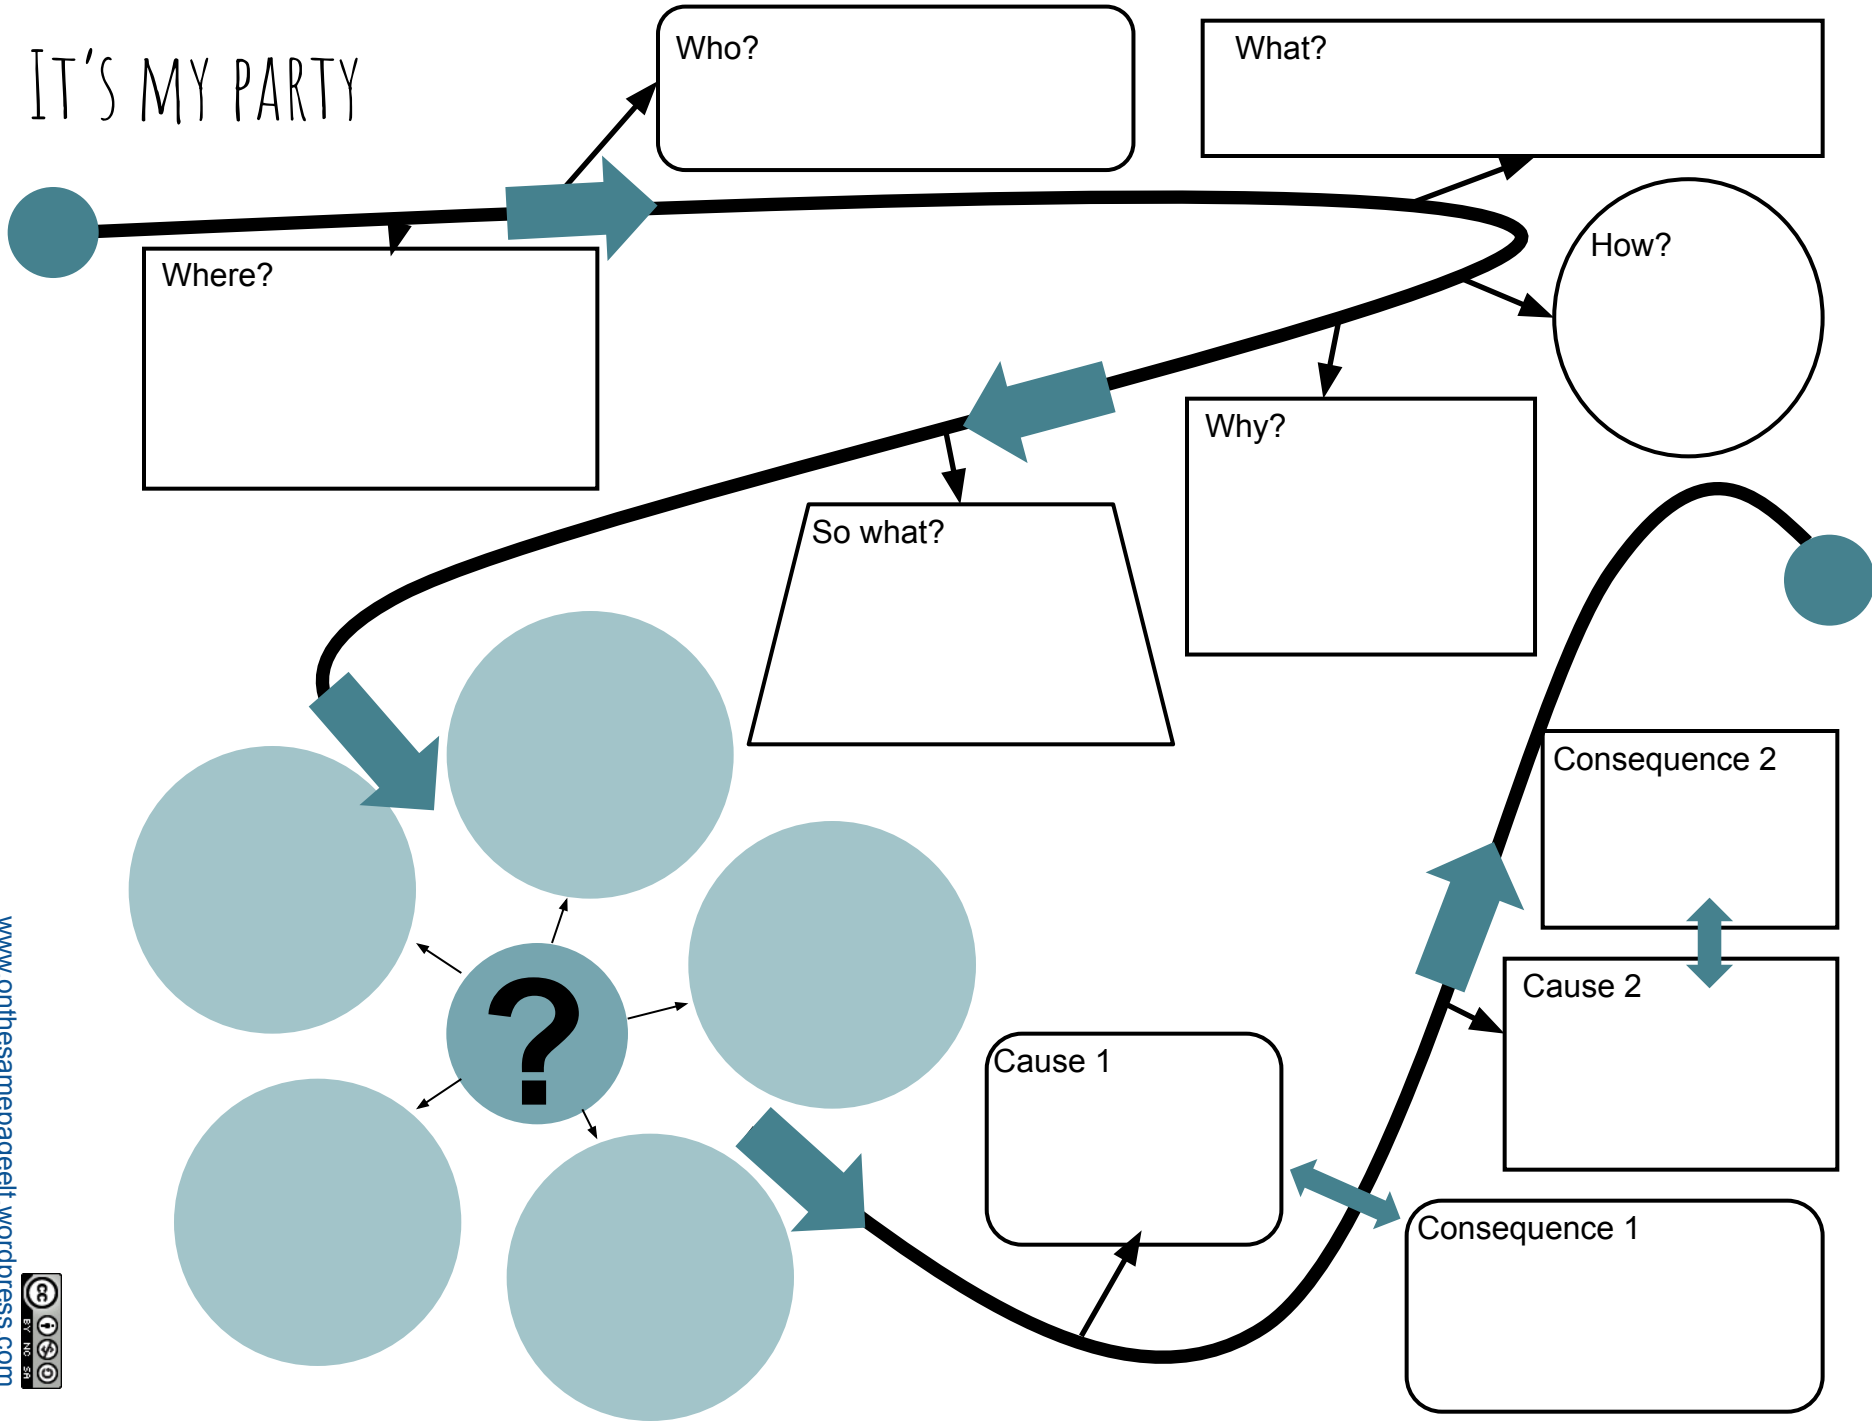 It's my party
Who?
What?
Where?
How?
Why?
So what?
?
Consequence 2
Cause 2
Cause 1
Consequence 1
www.onthesamepageelt.wordpress.com
cc
BY NC SA